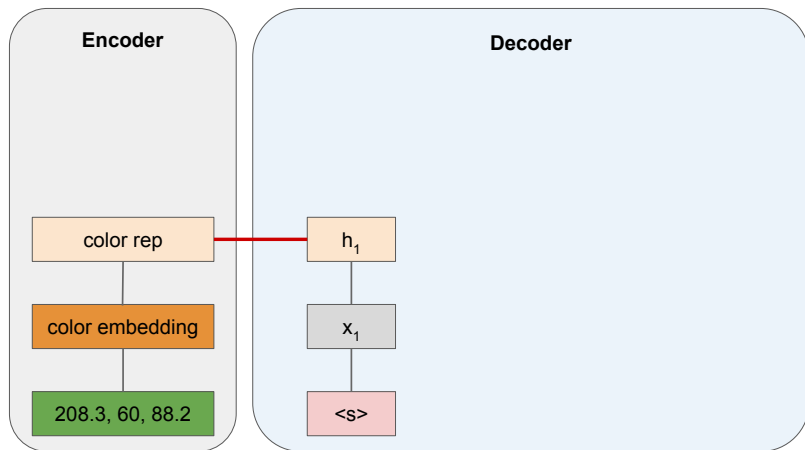 Encoder
Decoder
color rep
h₁
color embedding
x₁
208.3, 60, 88.2
<s>